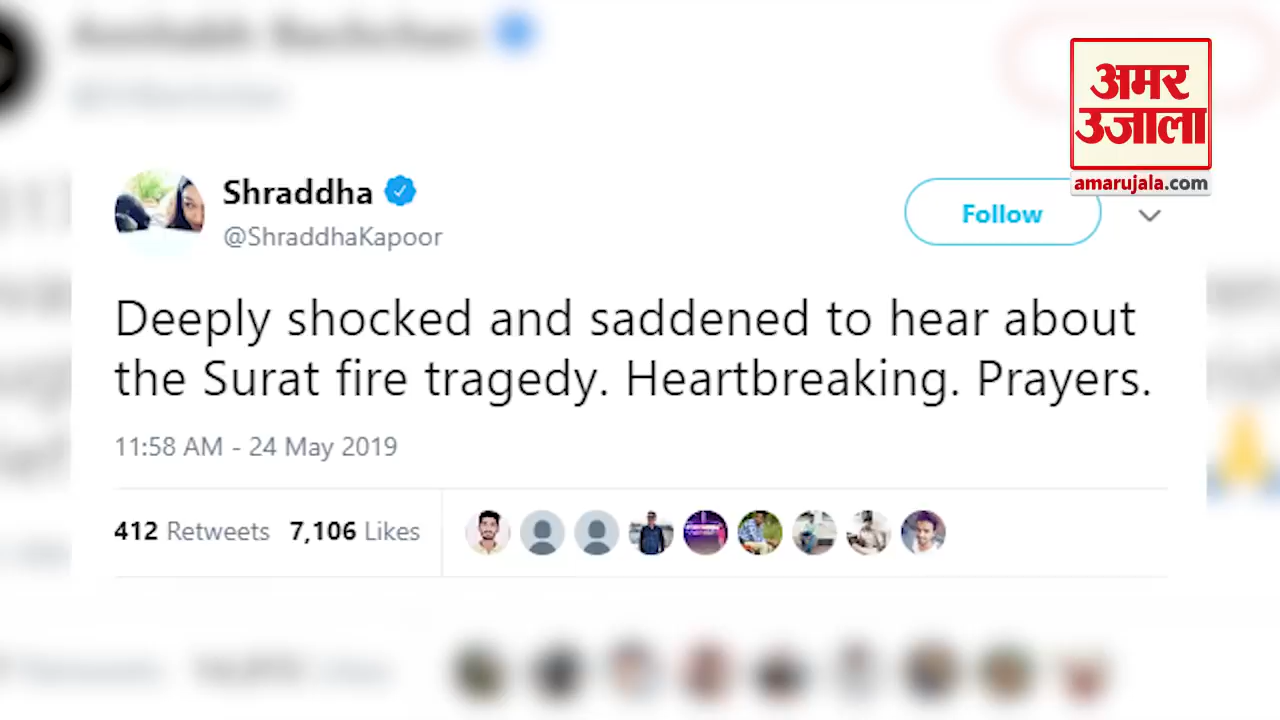 अमर
उजाला
amarujala.com
Shraddha
@ShraddhaKapoor
Follow
Deeply shocked and saddened to hear about
the Surat fire tragedy. Heartbreaking. Prayers.
11:58 AM - 24 May 2019
412 Retweets 7,106 Likes